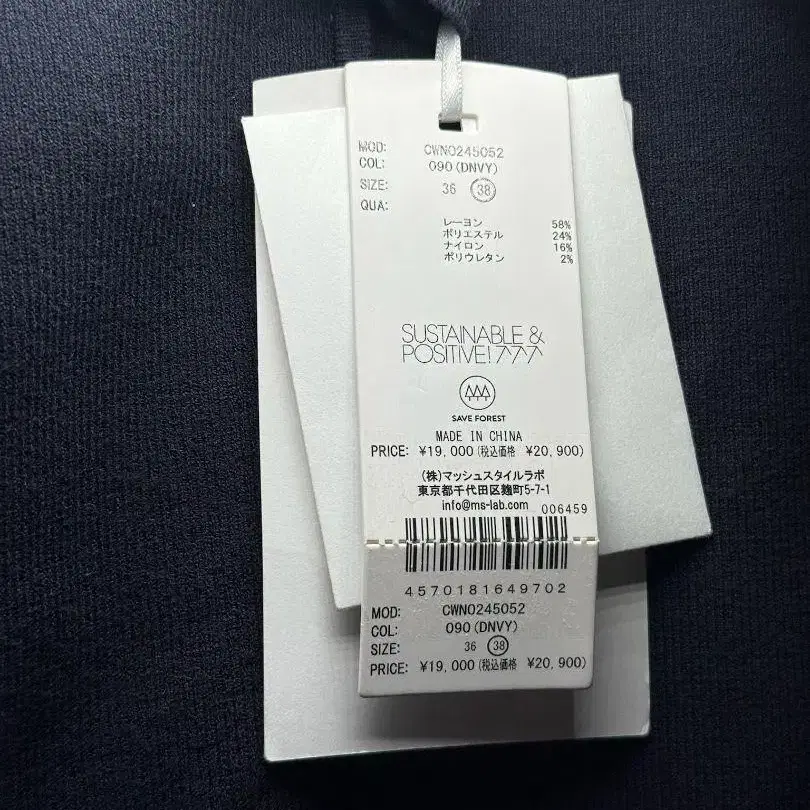 MOD: CWNO245052
COL: 090(DNVY)
SIZE: 36 38
QUA:
レーヨン 58%
ポリエステル 24%
ナイロン 16%
ポリウレタン 2%
SUSTAINABLE &
POSITIVE! ププププ
SAVE FOREST
MADE IN CHINA
PRICE: ¥19,000(税込価格 ¥20,900)
(株)マッシュスタイルラボ
東京都千代田区麹町5-7-1
info@ms-lab.com
006459
4570181649702
MOD: CWNO245052
COL: 090(DNVY)
SIZE: 36 38
PRICE: ¥19,000(税込価格 ¥20,900)